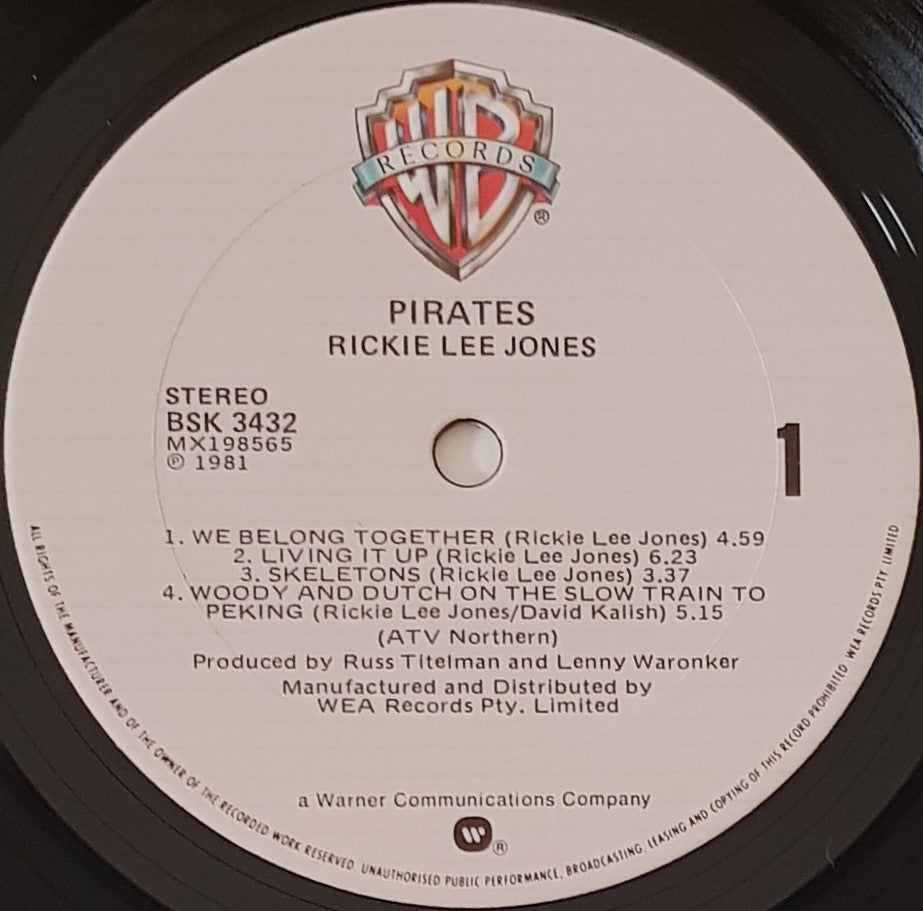 WB
RECORDS
®
PIRATES
RICKIE LEE JONES
STEREO
BSK 3432
MX198565
℗ 1981
1
1. WE BELONG TOGETHER (Rickie Lee Jones) 4.59
2. LIVING IT UP (Rickie Lee Jones) 6.23
3. SKELETONS (Rickie Lee Jones) 3.37
4. WOODY AND DUTCH ON THE SLOW TRAIN TO
PEKING (Rickie Lee Jones/David Kalish) 5.15
(ATV Northern)
Produced by Russ Titelman and Lenny Waronker
Manufactured and Distributed by
WEA Records Pty. Limited
a Warner Communications Company
W ®
ALL RIGHTS OF THE MANUFACTURER AND OF THE OWNER OF THE RECORDED WORK RESERVED. UNAUTHORISED PUBLIC PERFORMANCE, BROADCASTING, LEASING AND COPYING OF THIS RECORD PROHIBITED. WEA RECORDS PTY. LIMITED